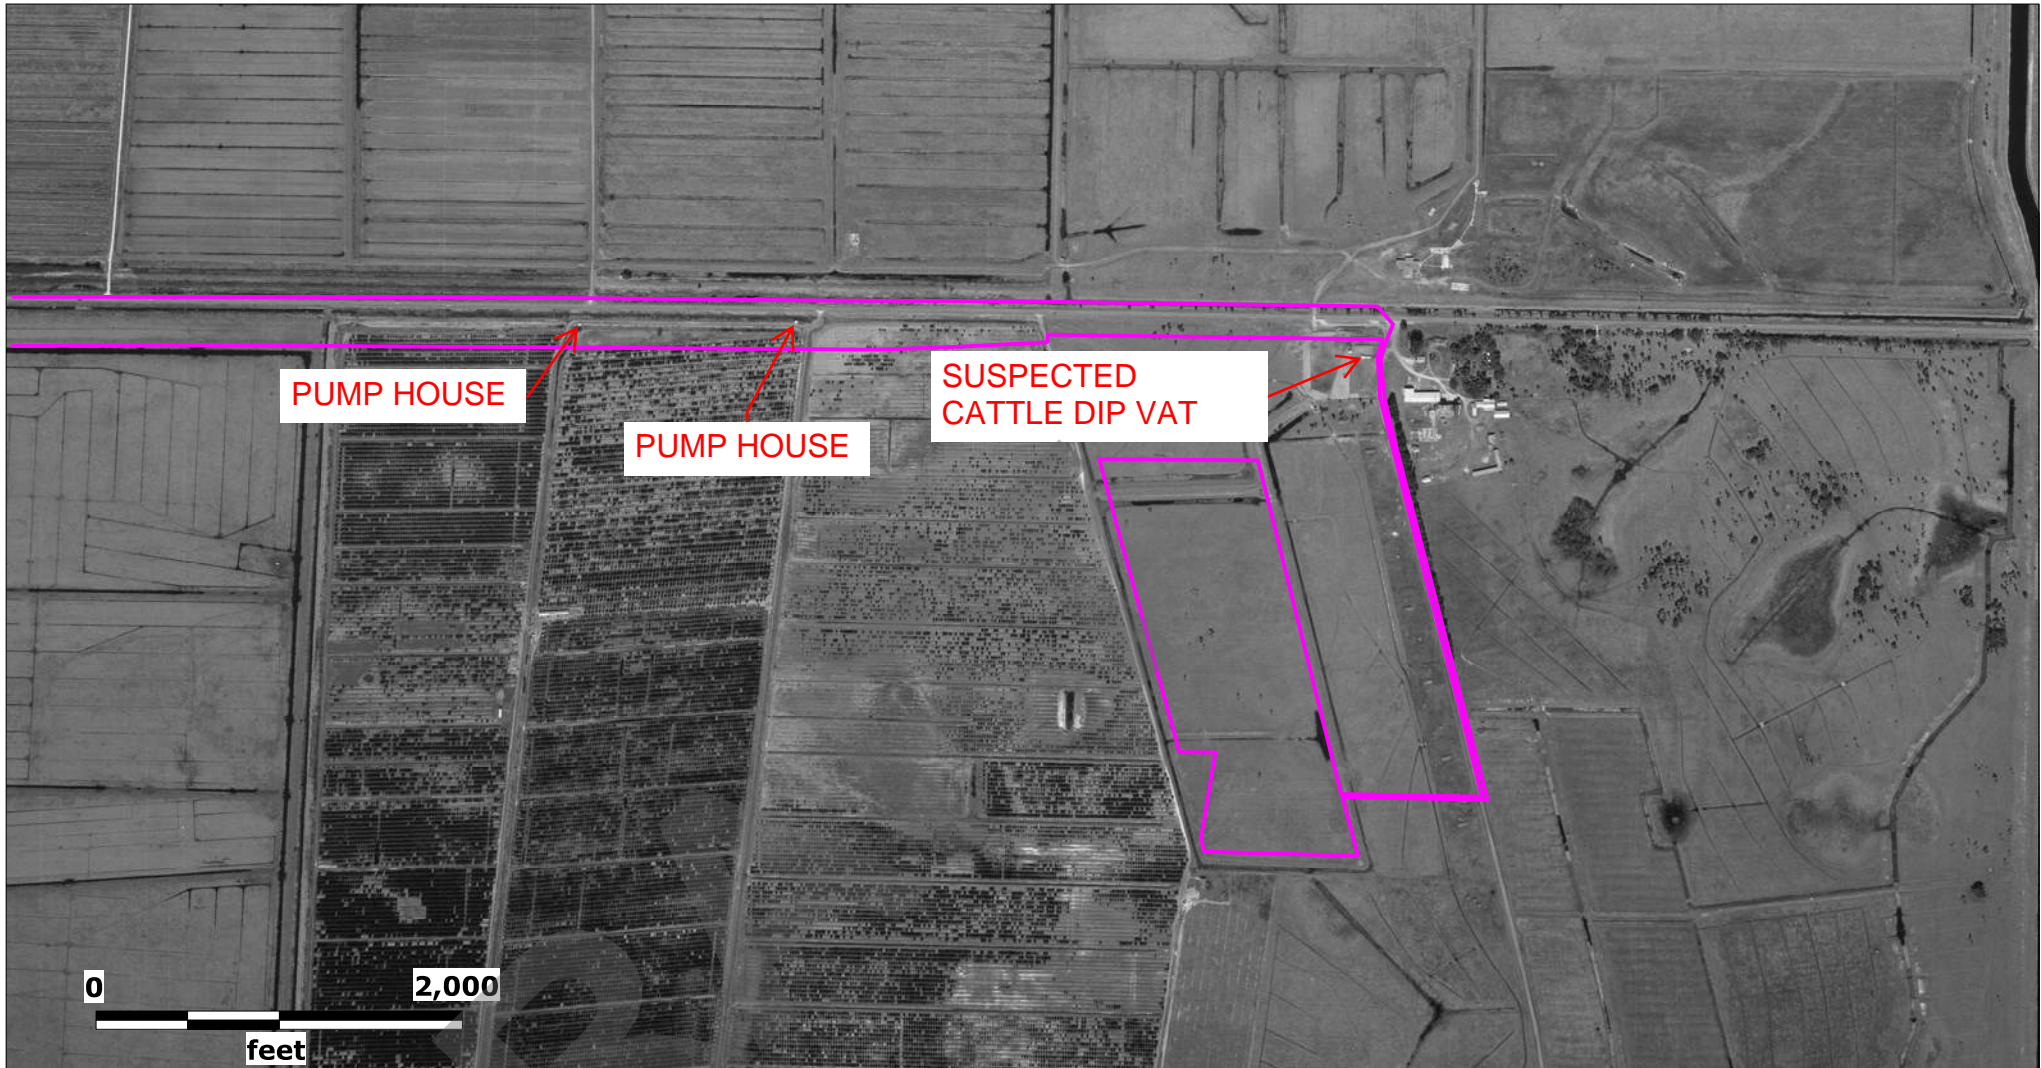 PUMP HOUSE
PUMP HOUSE
SUSPECTED
CATTLE DIP VAT
0
2,000
feet